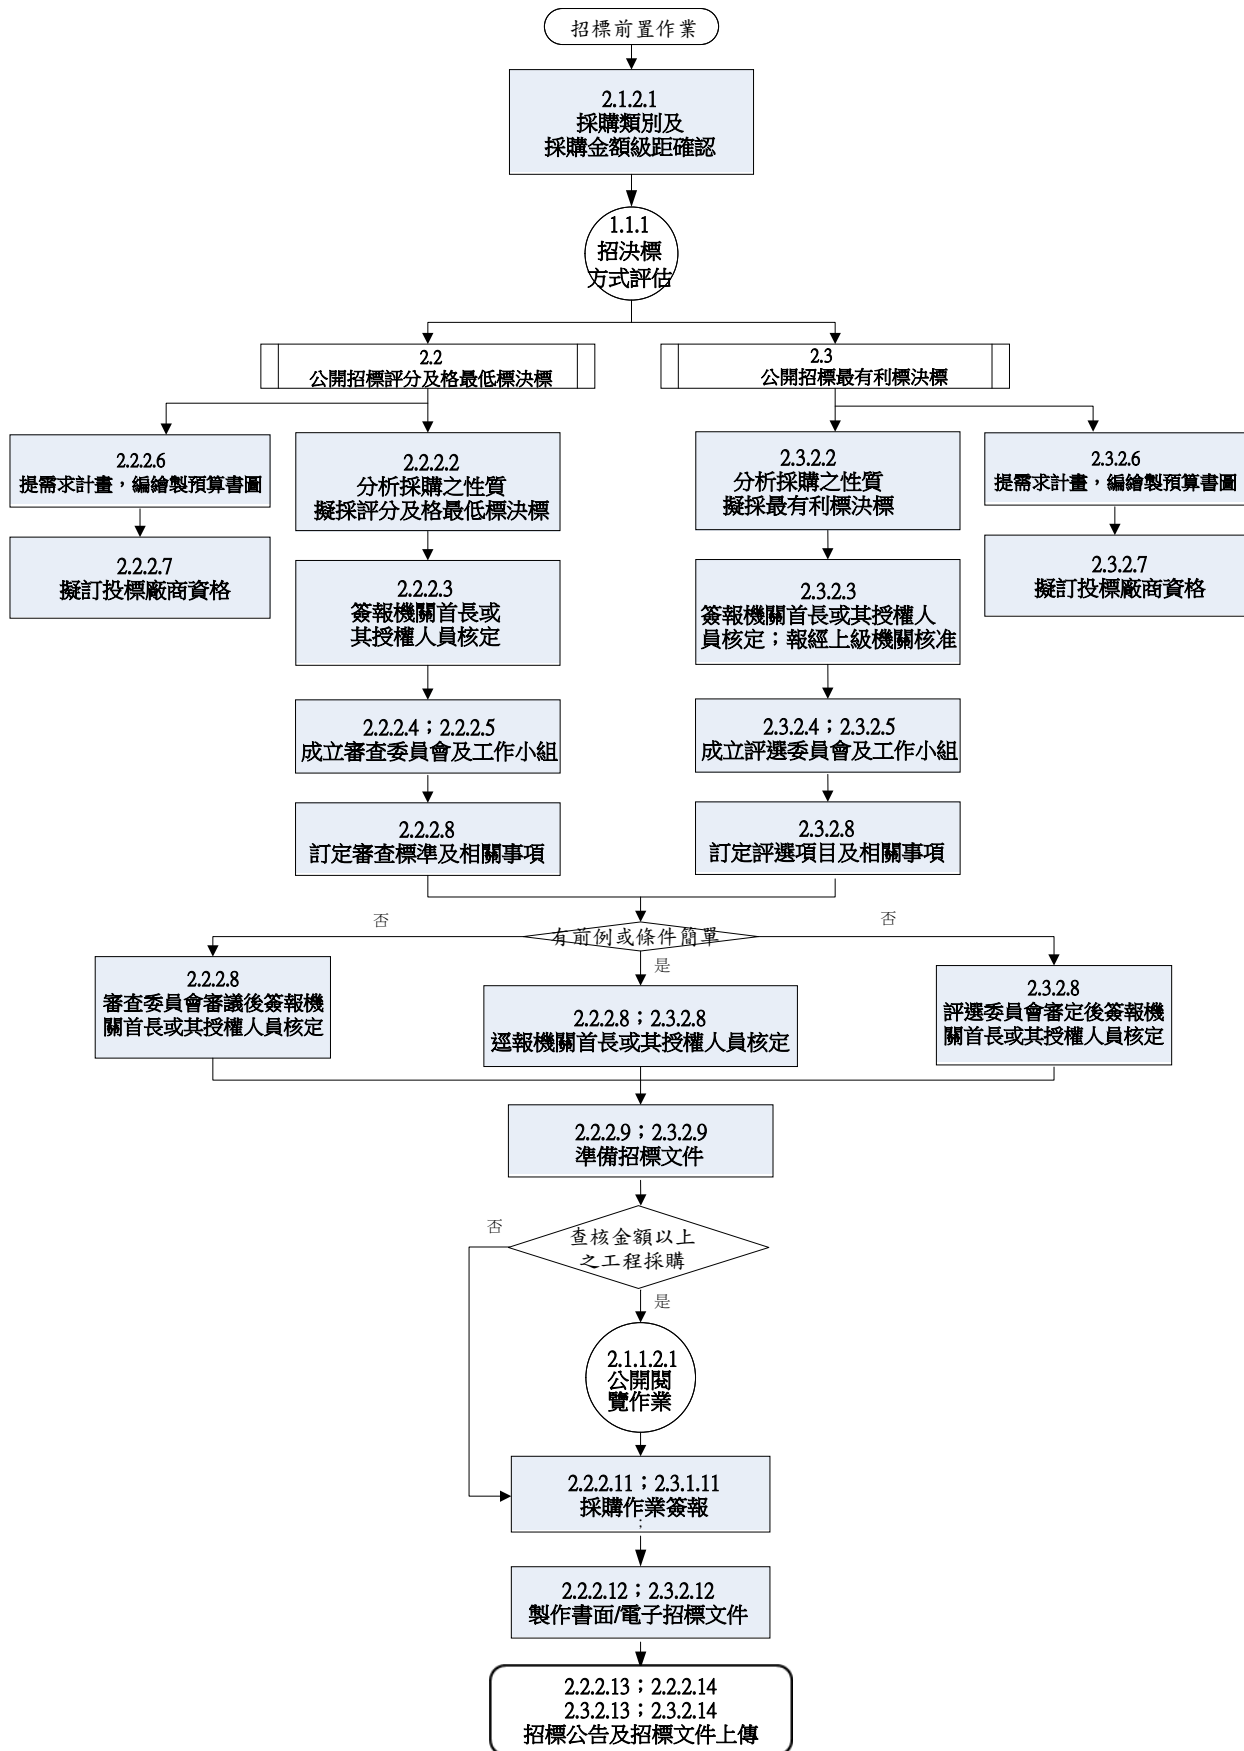 招標前置作業
2.1.2.1
採購類別及
採購金額級距確認
1.1.1
招決標
方式評估
2.2
公開招標評分及格最低標決標
2.3
公開招標最有利標決標
2.2.2.6
提需求計畫，編繪製預算書圖
2.2.2.2
分析採購之性質
擬採評分及格最低標決標
2.3.2.2
分析採購之性質
擬採最有利標決標
2.3.2.6
提需求計畫，編繪製預算書圖
2.2.2.7
擬訂投標廠商資格
2.2.2.3
簽報機關首長或
其授權人員核定
2.3.2.3
簽報機關首長或其授權人
員核定；報經上級機關核准
2.3.2.7
擬訂投標廠商資格
2.2.2.4；2.2.2.5
成立審查委員會及工作小組
2.3.2.4；2.3.2.5
成立評選委員會及工作小組
2.2.2.8
訂定審查標準及相關事項
2.3.2.8
訂定評選項目及相關事項
否
有前例或條件簡單
否
是
2.2.2.8
審查委員會審議後簽報機
關首長或其授權人員核定
2.2.2.8；2.3.2.8
逕報機關首長或其授權人員核定
2.3.2.8
評選委員會審定後簽報機
關首長或其授權人員核定
2.2.2.9；2.3.2.9
準備招標文件
否
查核金額以上
之工程採購
是
2.1.1.2.1
公開閱
覽作業
2.2.2.11；2.3.1.11
採購作業簽報
；
2.2.2.12；2.3.2.12
製作書面/電子招標文件
2.2.2.13；2.2.2.14
2.3.2.13；2.3.2.14
招標公告及招標文件上傳